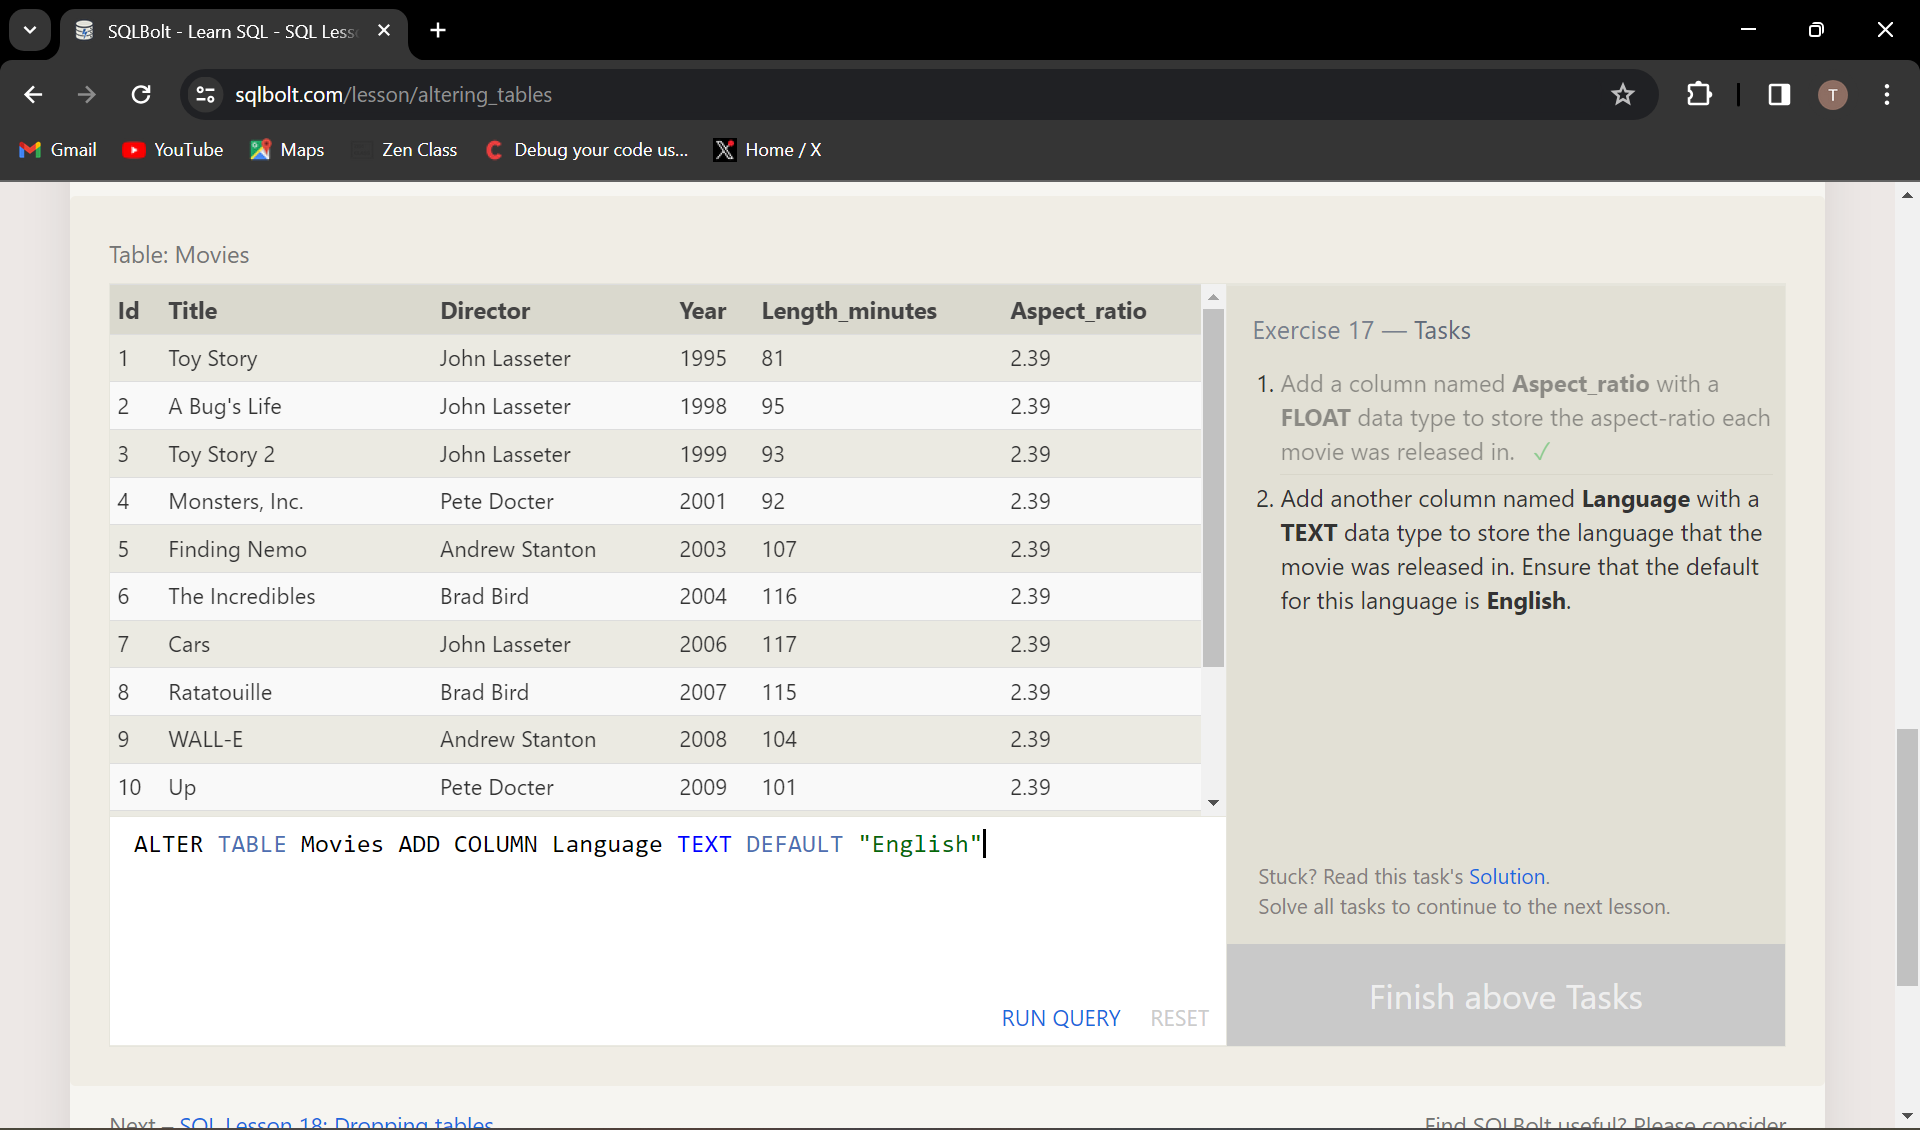 SQLBolt - Learn SQL - SQL Less
sqlbolt.com/lesson/altering_tables
T
Gmail YouTube Maps Zen Class Debug your code us... Home / X
Table: Movies
Id Title Director Year Length_minutes Aspect_ratio
1 Toy Story John Lasseter 1995 81 2.39
2 A Bug's Life John Lasseter 1998 95 2.39
3 Toy Story 2 John Lasseter 1999 93 2.39
4 Monsters, Inc. Pete Docter 2001 92 2.39
5 Finding Nemo Andrew Stanton 2003 107 2.39
6 The Incredibles Brad Bird 2004 116 2.39
7 Cars John Lasseter 2006 117 2.39
8 Ratatouille Brad Bird 2007 115 2.39
9 WALL-E Andrew Stanton 2008 104 2.39
10 Up Pete Docter 2009 101 2.39
ALTER TABLE Movies ADD COLUMN Language TEXT DEFAULT "English"
RUN QUERY RESET
Exercise 17 — Tasks
1. Add a column named Aspect_ratio with a
FLOAT data type to store the aspect-ratio each
movie was released in. ✓
2. Add another column named Language with a
TEXT data type to store the language that the
movie was released in. Ensure that the default
for this language is English.
Stuck? Read this task's Solution.
Solve all tasks to continue to the next lesson.
Finish above Tasks
Next – SQL Lesson 18: Dropping tables
Find SQLBolt useful? Please consider